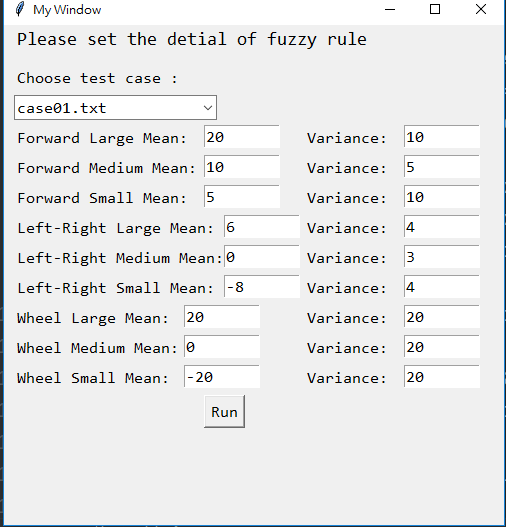 My Window
Please set the detial of fuzzy rule
Choose test case :
case01.txt
Forward Large Mean: 20 Variance: 10
Forward Medium Mean: 10 Variance: 5
Forward Small Mean: 5 Variance: 10
Left-Right Large Mean: 6 Variance: 4
Left-Right Medium Mean: 0 Variance: 3
Left-Right Small Mean: -8 Variance: 4
Wheel Large Mean: 20 Variance: 20
Wheel Medium Mean: 0 Variance: 20
Wheel Small Mean: -20 Variance: 20
Run